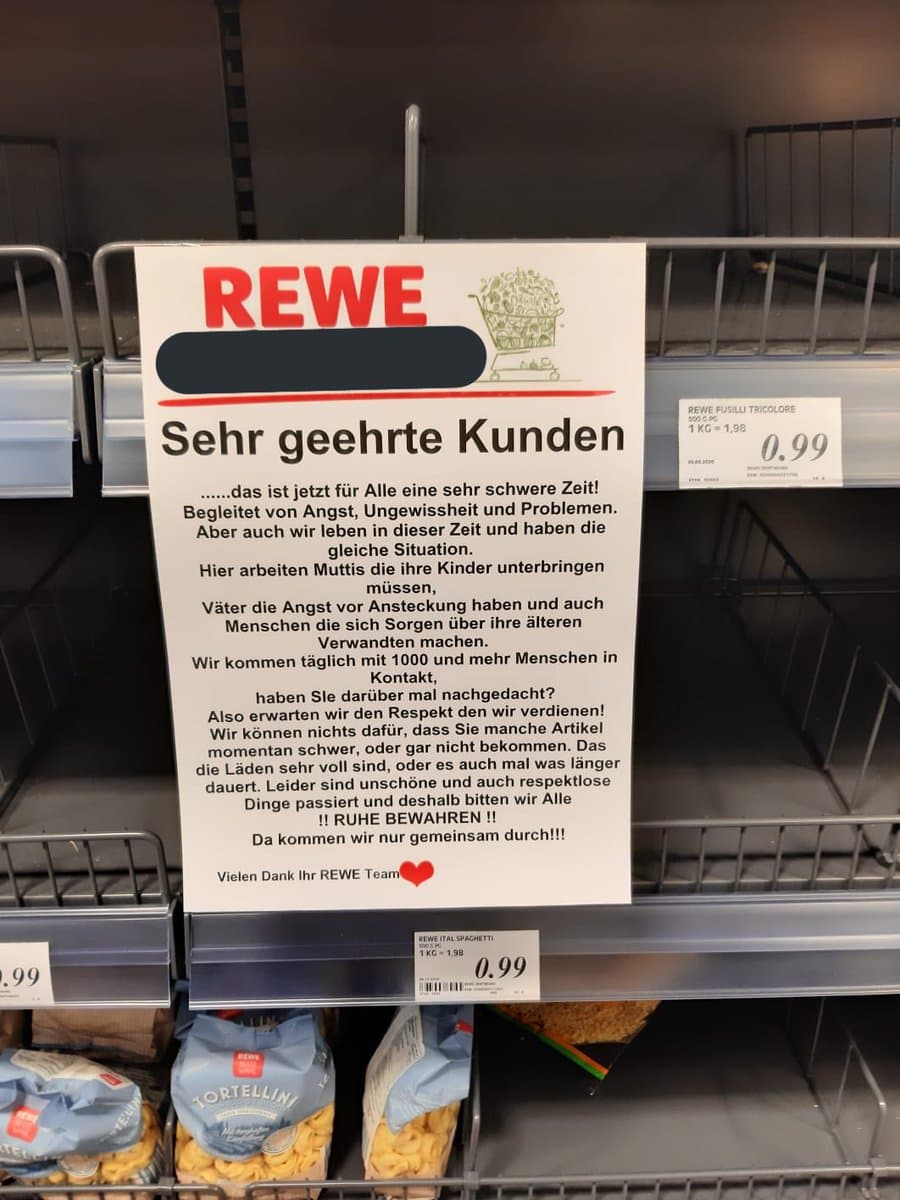 REWE
Sehr geehrte Kunden
......das ist jetzt für Alle eine sehr schwere Zeit!
Begleitet von Angst, Ungewissheit und Problemen.
Aber auch wir leben in dieser Zeit und haben die
gleiche Situation.
Hier arbeiten Muttis die ihre Kinder unterbringen
müssen,
Väter die Angst vor Ansteckung haben und auch
Menschen die sich Sorgen über ihre älteren
Verwandten machen.
Wir kommen täglich mit 1000 und mehr Menschen in
Kontakt,
haben SIe darüber mal nachgedacht?
Also erwarten wir den Respekt den wir verdienen!
Wir können nichts dafür, dass Sie manche Artikel
momentan schwer, oder gar nicht bekommen. Das
die Läden sehr voll sind, oder es auch mal was länger
dauert. Leider sind unschöne und auch respektlose
Dinge passiert und deshalb bitten wir Alle
!! RUHE BEWAHREN !!
Da kommen wir nur gemeinsam durch!!!
Vielen Dank Ihr REWE Team
REWE FUSILLI TRICOLORE
500 G PG
1 KG = 1,98
0.99
REWE ITAL.SPAGHETTI
500 G PG
1 KG = 1,98
0.99
.99
REWE
TORTELLINI
REWE